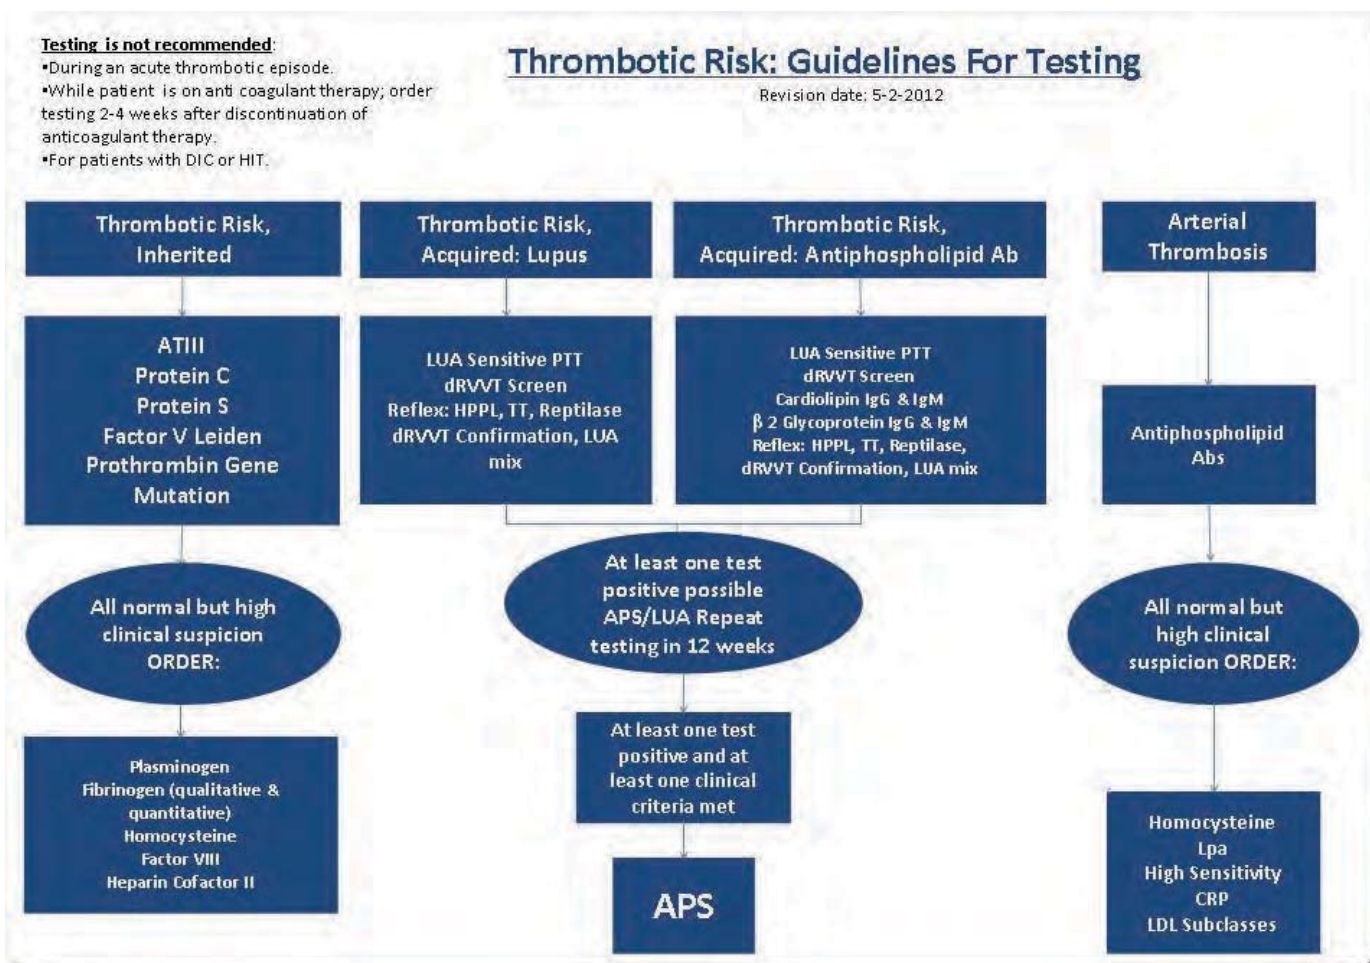 Testing is not recommended:
•During an acute thrombotic episode.
•While patient is on anti coagulant therapy; order
testing 2-4 weeks after discontinuation of
anticoagulant therapy.
•For patients with DIC or HIT.
Thrombotic Risk: Guidelines For Testing
Revision date: 5-2-2012
Thrombotic Risk,
Inherited
ATIII
Protein C
Protein S
Factor V Leiden
Prothrombin Gene
Mutation
All normal but high
clinical suspicion
ORDER:
Plasminogen
Fibrinogen (qualitative &
quantitative)
Homocysteine
Factor VIII
Heparin Cofactor II
Thrombotic Risk,
Acquired: Lupus
LUA Sensitive PTT
dRVVT Screen
Reflex: HPPL, TT, Reptilase
dRVVT Confirmation, LUA
mix
Thrombotic Risk,
Acquired: Antiphospholipid Ab
LUA Sensitive PTT
dRVVT Screen
Cardiolipin IgG & IgM
β 2 Glycoprotein IgG & IgM
Reflex: HPPL, TT, Reptilase,
dRVVT Confirmation, LUA mix
At least one test
positive possible
APS/LUA Repeat
testing in 12 weeks
At least one test
positive and at
least one clinical
criteria met
APS
Arterial
Thrombosis
Antiphospholipid
Abs
All normal but
high clinical
suspicion ORDER:
Homocysteine
Lpa
High Sensitivity
CRP
LDL Subclasses